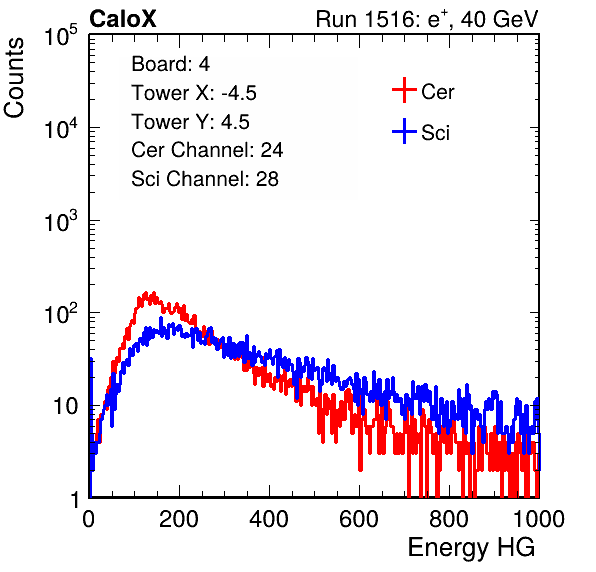 CaloX
Run 1516: e+, 40 GeV
Counts
Board: 4
Tower X: -4.5
Tower Y: 4.5
Cer Channel: 24
Sci Channel: 28
Cer
Sci
10^5
10^4
10^3
10^2
10
1
0 200 400 600 800 1000
Energy HG